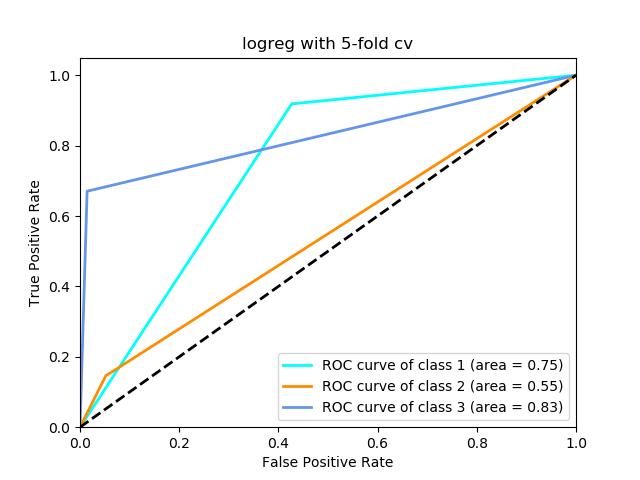 logreg with 5-fold cv
True Positive Rate
1.0
0.8
0.6
0.4
0.2
0.0
ROC curve of class 1 (area = 0.75)
ROC curve of class 2 (area = 0.55)
ROC curve of class 3 (area = 0.83)
0.0 0.2 0.4 0.6 0.8 1.0
False Positive Rate